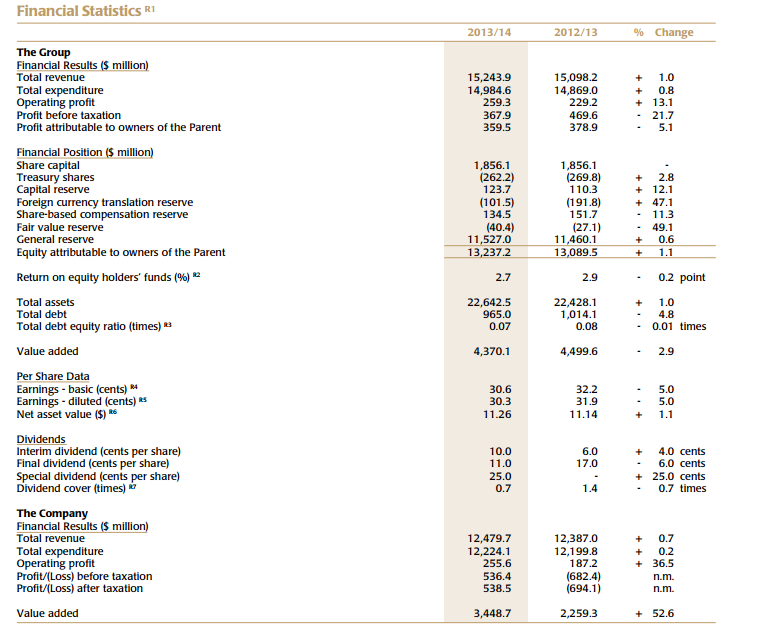 Financial Statistics R1
2013/14 2012/13 % Change
The Group
Financial Results ($ million)
Total revenue 15,243.9 15,098.2 + 1.0
Total expenditure 14,984.6 14,869.0 + 0.8
Operating profit 259.3 229.2 + 13.1
Profit before taxation 367.9 469.6 - 21.7
Profit attributable to owners of the Parent 359.5 378.9 - 5.1
Financial Position ($ million)
Share capital 1,856.1 1,856.1 -
Treasury shares (262.2) (269.8) + 2.8
Capital reserve 123.7 110.3 + 12.1
Foreign currency translation reserve (101.5) (191.8) + 47.1
Share-based compensation reserve 134.5 151.7 - 11.3
Fair value reserve (40.4) (27.1) - 49.1
General reserve 11,527.0 11,460.1 + 0.6
Equity attributable to owners of the Parent 13,237.2 13,089.5 + 1.1
Return on equity holders' funds (%) R2 2.7 2.9 - 0.2 point
Total assets 22,642.5 22,428.1 + 1.0
Total debt 965.0 1,014.1 - 4.8
Total debt equity ratio (times) R3 0.07 0.08 - 0.01 times
Value added 4,370.1 4,499.6 - 2.9
Per Share Data
Earnings - basic (cents) R4 30.6 32.2 - 5.0
Earnings - diluted (cents) R5 30.3 31.9 - 5.0
Net asset value ($) R6 11.26 11.14 + 1.1
Dividends
Interim dividend (cents per share) 10.0 6.0 + 4.0 cents
Final dividend (cents per share) 11.0 17.0 - 6.0 cents
Special dividend (cents per share) 25.0 - + 25.0 cents
Dividend cover (times) R7 0.7 1.4 - 0.7 times
The Company
Financial Results ($ million)
Total revenue 12,479.7 12,387.0 + 0.7
Total expenditure 12,224.1 12,199.8 + 0.2
Operating profit 255.6 187.2 + 36.5
Profit/(Loss) before taxation 536.4 (682.4) n.m.
Profit/(Loss) after taxation 538.5 (694.1) n.m.
Value added 3,448.7 2,259.3 + 52.6